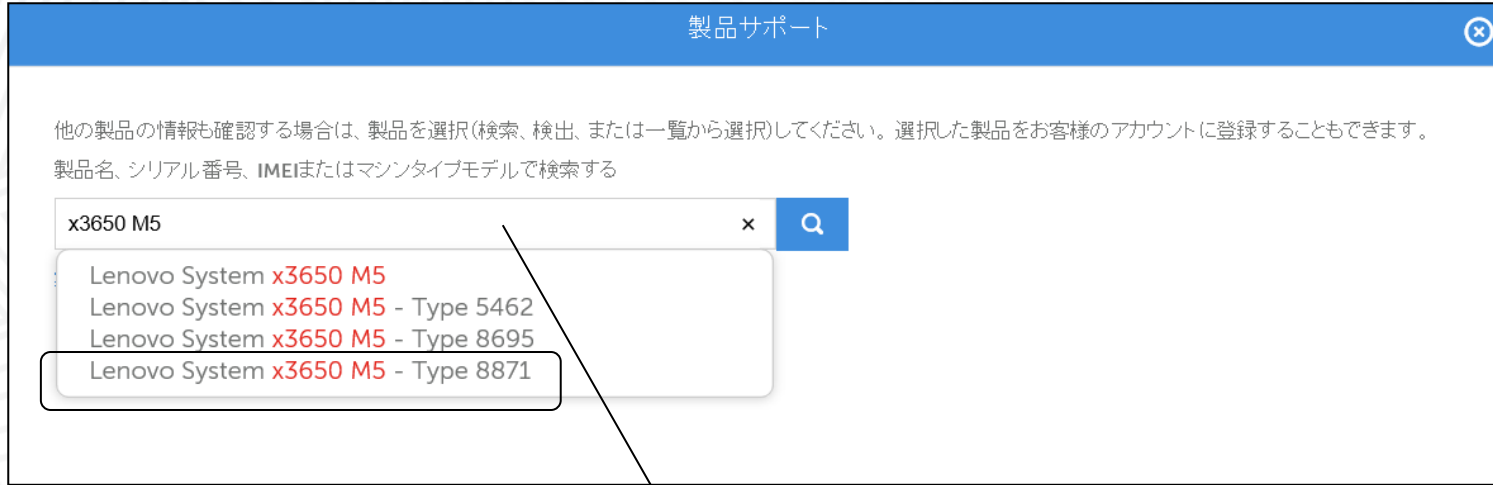 製品サポート
他の製品の情報も確認する場合は、製品を選択(検索、検出、または一覧から選択)してください。選択した製品をお客様のアカウントに登録することもできます。
製品名、シリアル番号、IMEIまたはマシンタイプモデルで検索する
x3650 M5
Lenovo System x3650 M5
Lenovo System x3650 M5 - Type 5462
Lenovo System x3650 M5 - Type 8695
Lenovo System x3650 M5 - Type 8871